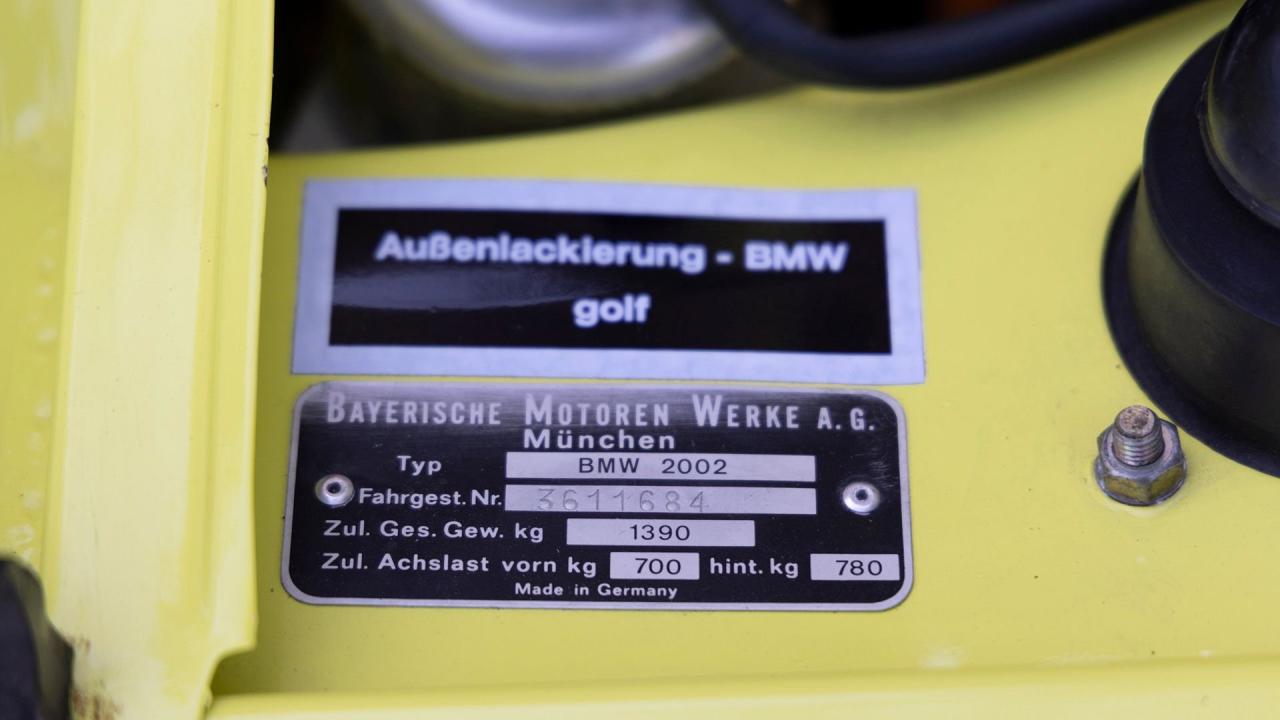 Außenlackierung - BMW
golf
BAYERISCHE MOTOREN WERKE A.G.
München
Typ BMW 2002
Fahrgest. Nr. 3611684
Zul. Ges. Gew. kg 1390
Zul. Achslast vorn kg 700 hint. kg 780
Made in Germany